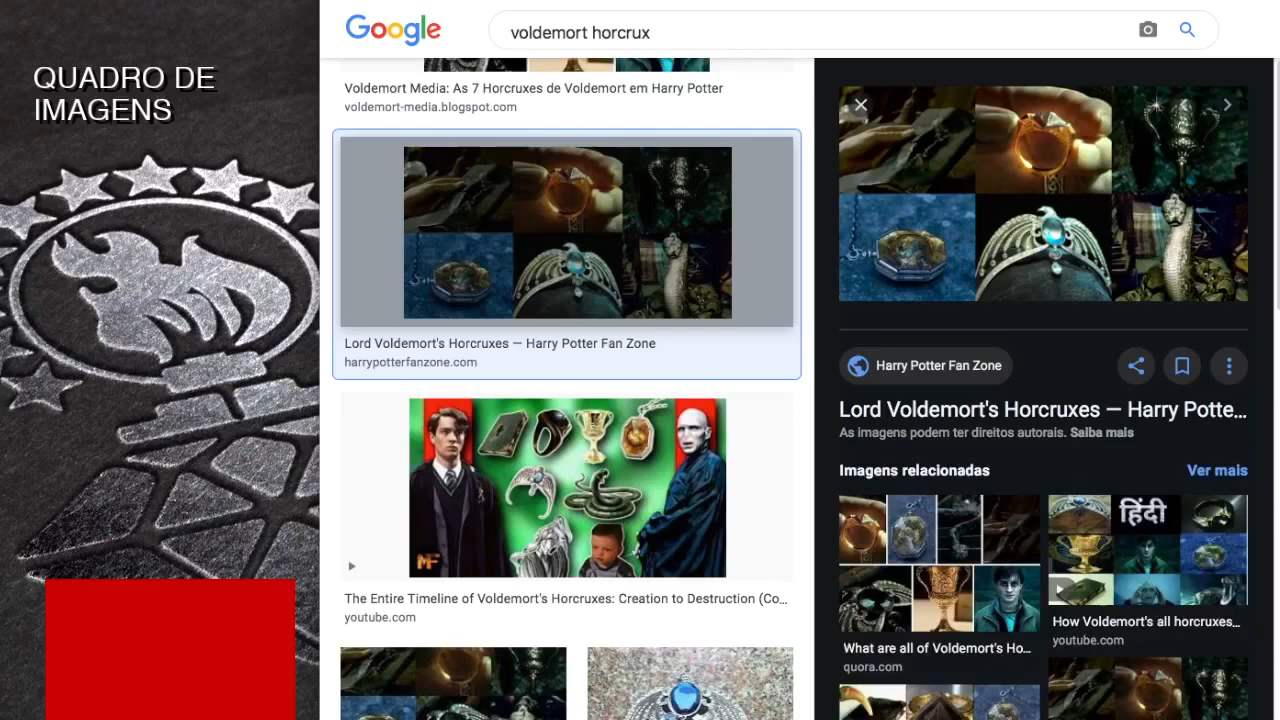 QUADRO DE
IMAGENS
Google
voldemort horcrux
Voldemort Media: As 7 Horcruxes de Voldemort em Harry Potter
voldemort-media.blogspot.com
Lord Voldemort's Horcruxes — Harry Potter Fan Zone
harrypotterfanzone.com
MF
The Entire Timeline of Voldemort's Horcruxes: Creation to Destruction (Co...
youtube.com
Harry Potter Fan Zone
Lord Voldemort's Horcruxes — Harry Potte...
As imagens podem ter direitos autorais. Saiba mais
Imagens relacionadas
Ver mais
What are all of Voldemort's Ho...
quora.com
हिंदी
How Voldemort's all horcruxes...
youtube.com